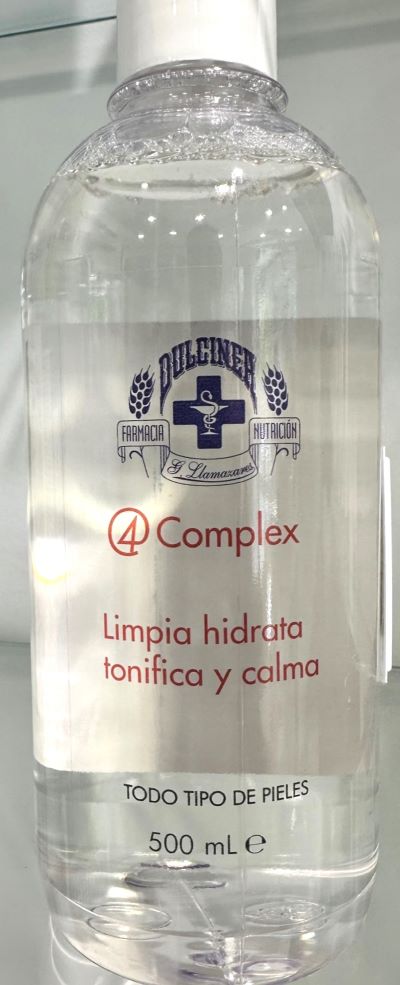 DULCINEA
FARMACIA
NUTRICIÓN
G. Llamazares
4 Complex
Limpia hidrata
tonifica y calma
TODO TIPO DE PIELES
500 mL ℮